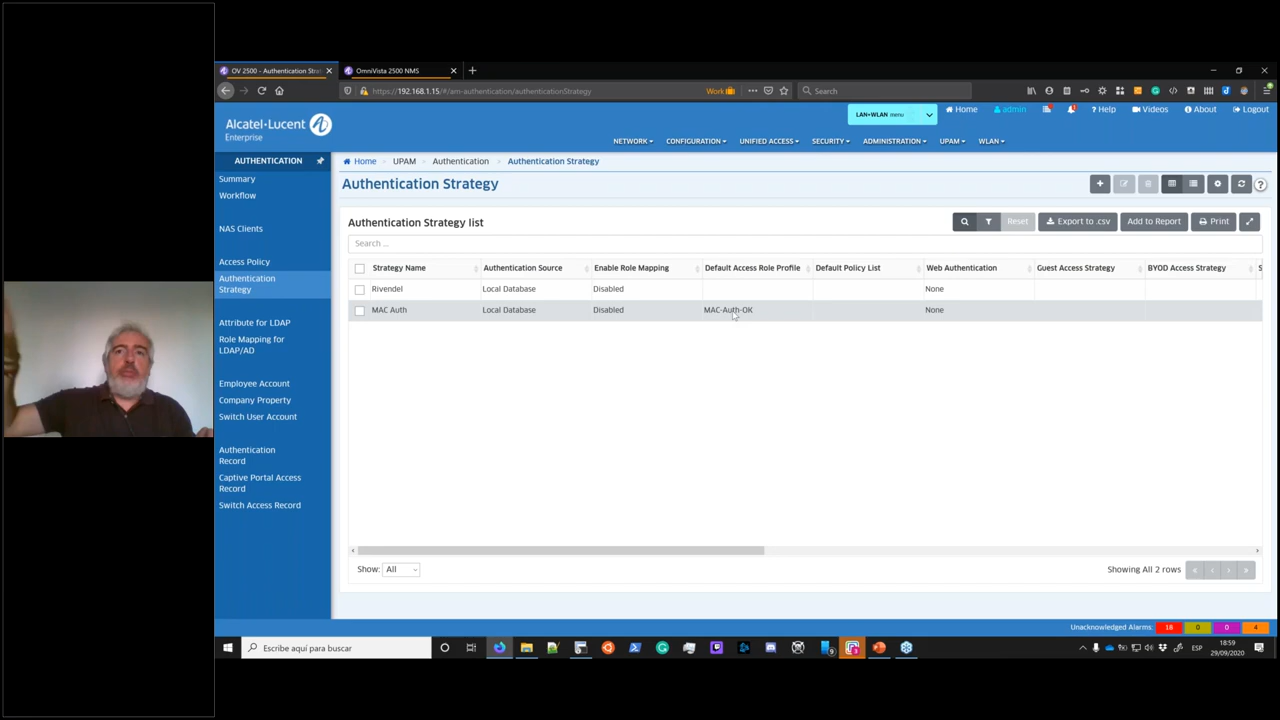 OV 2500 - Authentication Strat
OmniVista 2500 NMS
https://192.168.1.15/#/am-authentication/authenticationStrategy
Work
Search
Alcatel·Lucent
Enterprise
LAN+WLAN menu
Home
admin
Help
Videos
About
Logout
NETWORK
CONFIGURATION
UNIFIED ACCESS
SECURITY
ADMINISTRATION
UPAM
WLAN
AUTHENTICATION
Home
UPAM
Authentication
Authentication Strategy
Summary
Workflow
NAS Clients
Access Policy
Authentication
Strategy
Attribute for LDAP
Role Mapping for
LDAP/AD
Employee Account
Company Property
Switch User Account
Authentication
Record
Captive Portal Access
Record
Switch Access Record
Authentication Strategy
Authentication Strategy list
Reset
Export to .csv
Add to Report
Print
Search ...
Strategy Name Authentication Source Enable Role Mapping Default Access Role Profile Default Policy List Web Authentication Guest Access Strategy BYOD Access Strategy S
Rivendel Local Database Disabled None
MAC Auth Local Database Disabled MAC-Auth-OK None
Show: All
Showing All 2 rows
Unacknowledged Alarms: 18 0 0 4
Escribe aquí para buscar
ESP
18:59
29/09/2020